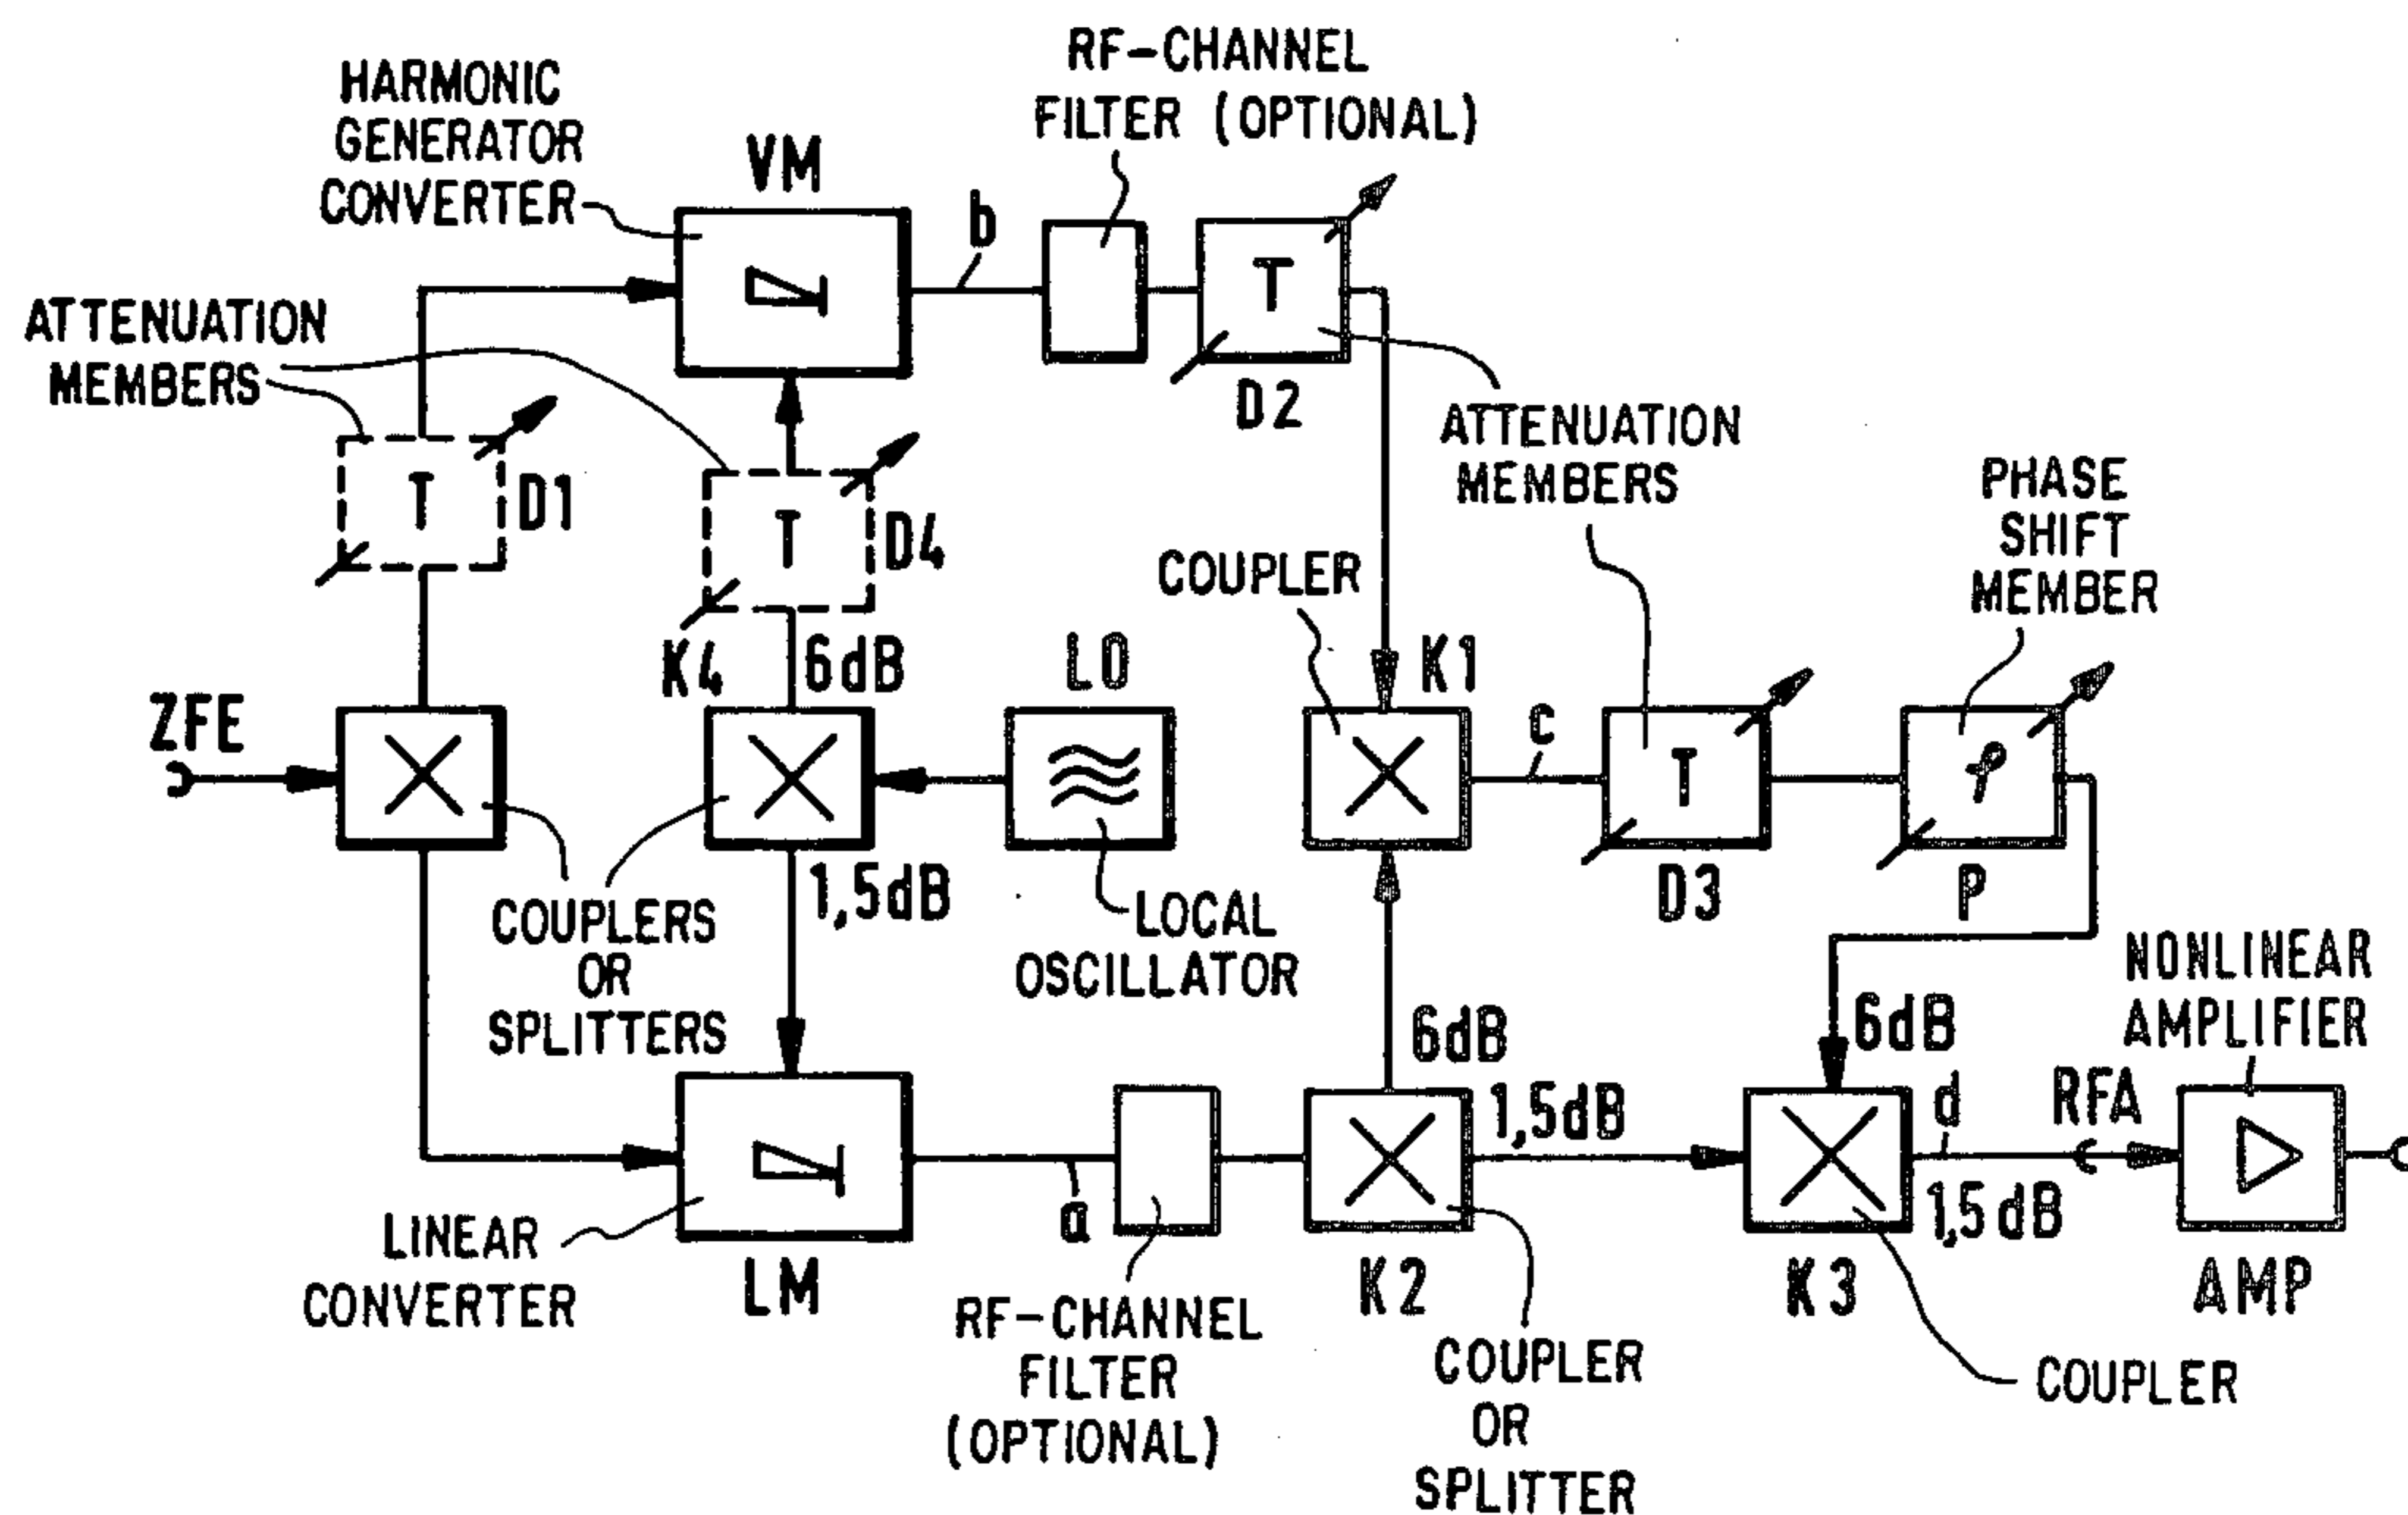 RF-CHANNEL
FILTER (OPTIONAL)
HARMONIC
GENERATOR
CONVERTER
VM
b
T
D2
ATTENUATION
MEMBERS
T
D1
T
D4
ATTENUATION
MEMBERS
PHASE
SHIFT
MEMBER
COUPLER
K4
6dB
LO
K1
ZFE
c
T
D3
φ
P
1,5dB
COUPLERS
OR
SPLITTERS
LOCAL
OSCILLATOR
NONLINEAR
AMPLIFIER
6dB
1,5dB
6dB
d
RFA
1,5dB
AMP
LINEAR
CONVERTER
LM
a
RF-CHANNEL
FILTER
(OPTIONAL)
K2
COUPLER
OR
SPLITTER
K3
COUPLER